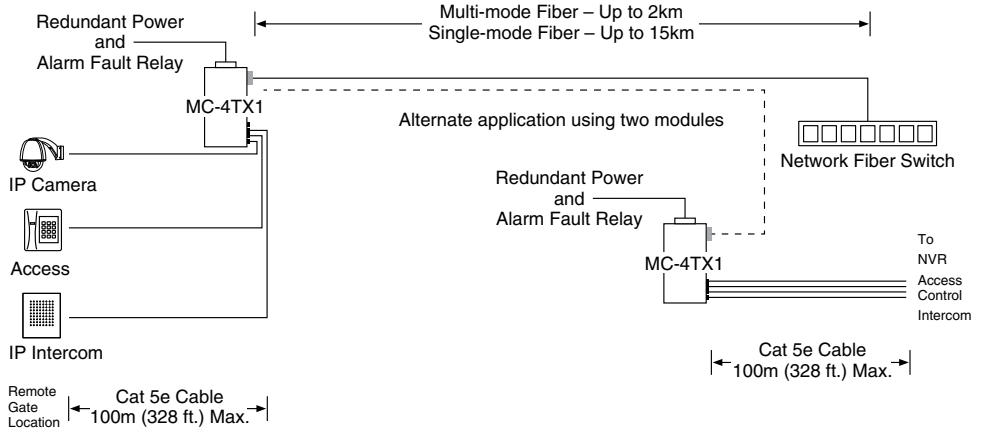 Redundant Power
and
Alarm Fault Relay
Multi-mode Fiber – Up to 2km
Single-mode Fiber – Up to 15km
MC-4TX1
Alternate application using two modules
Network Fiber Switch
IP Camera
Redundant Power
and
Alarm Fault Relay
MC-4TX1
Access
To
NVR
Access
Control
Intercom
IP Intercom
Cat 5e Cable
100m (328 ft.) Max.
Remote
Gate
Location
Cat 5e Cable
100m (328 ft.) Max.